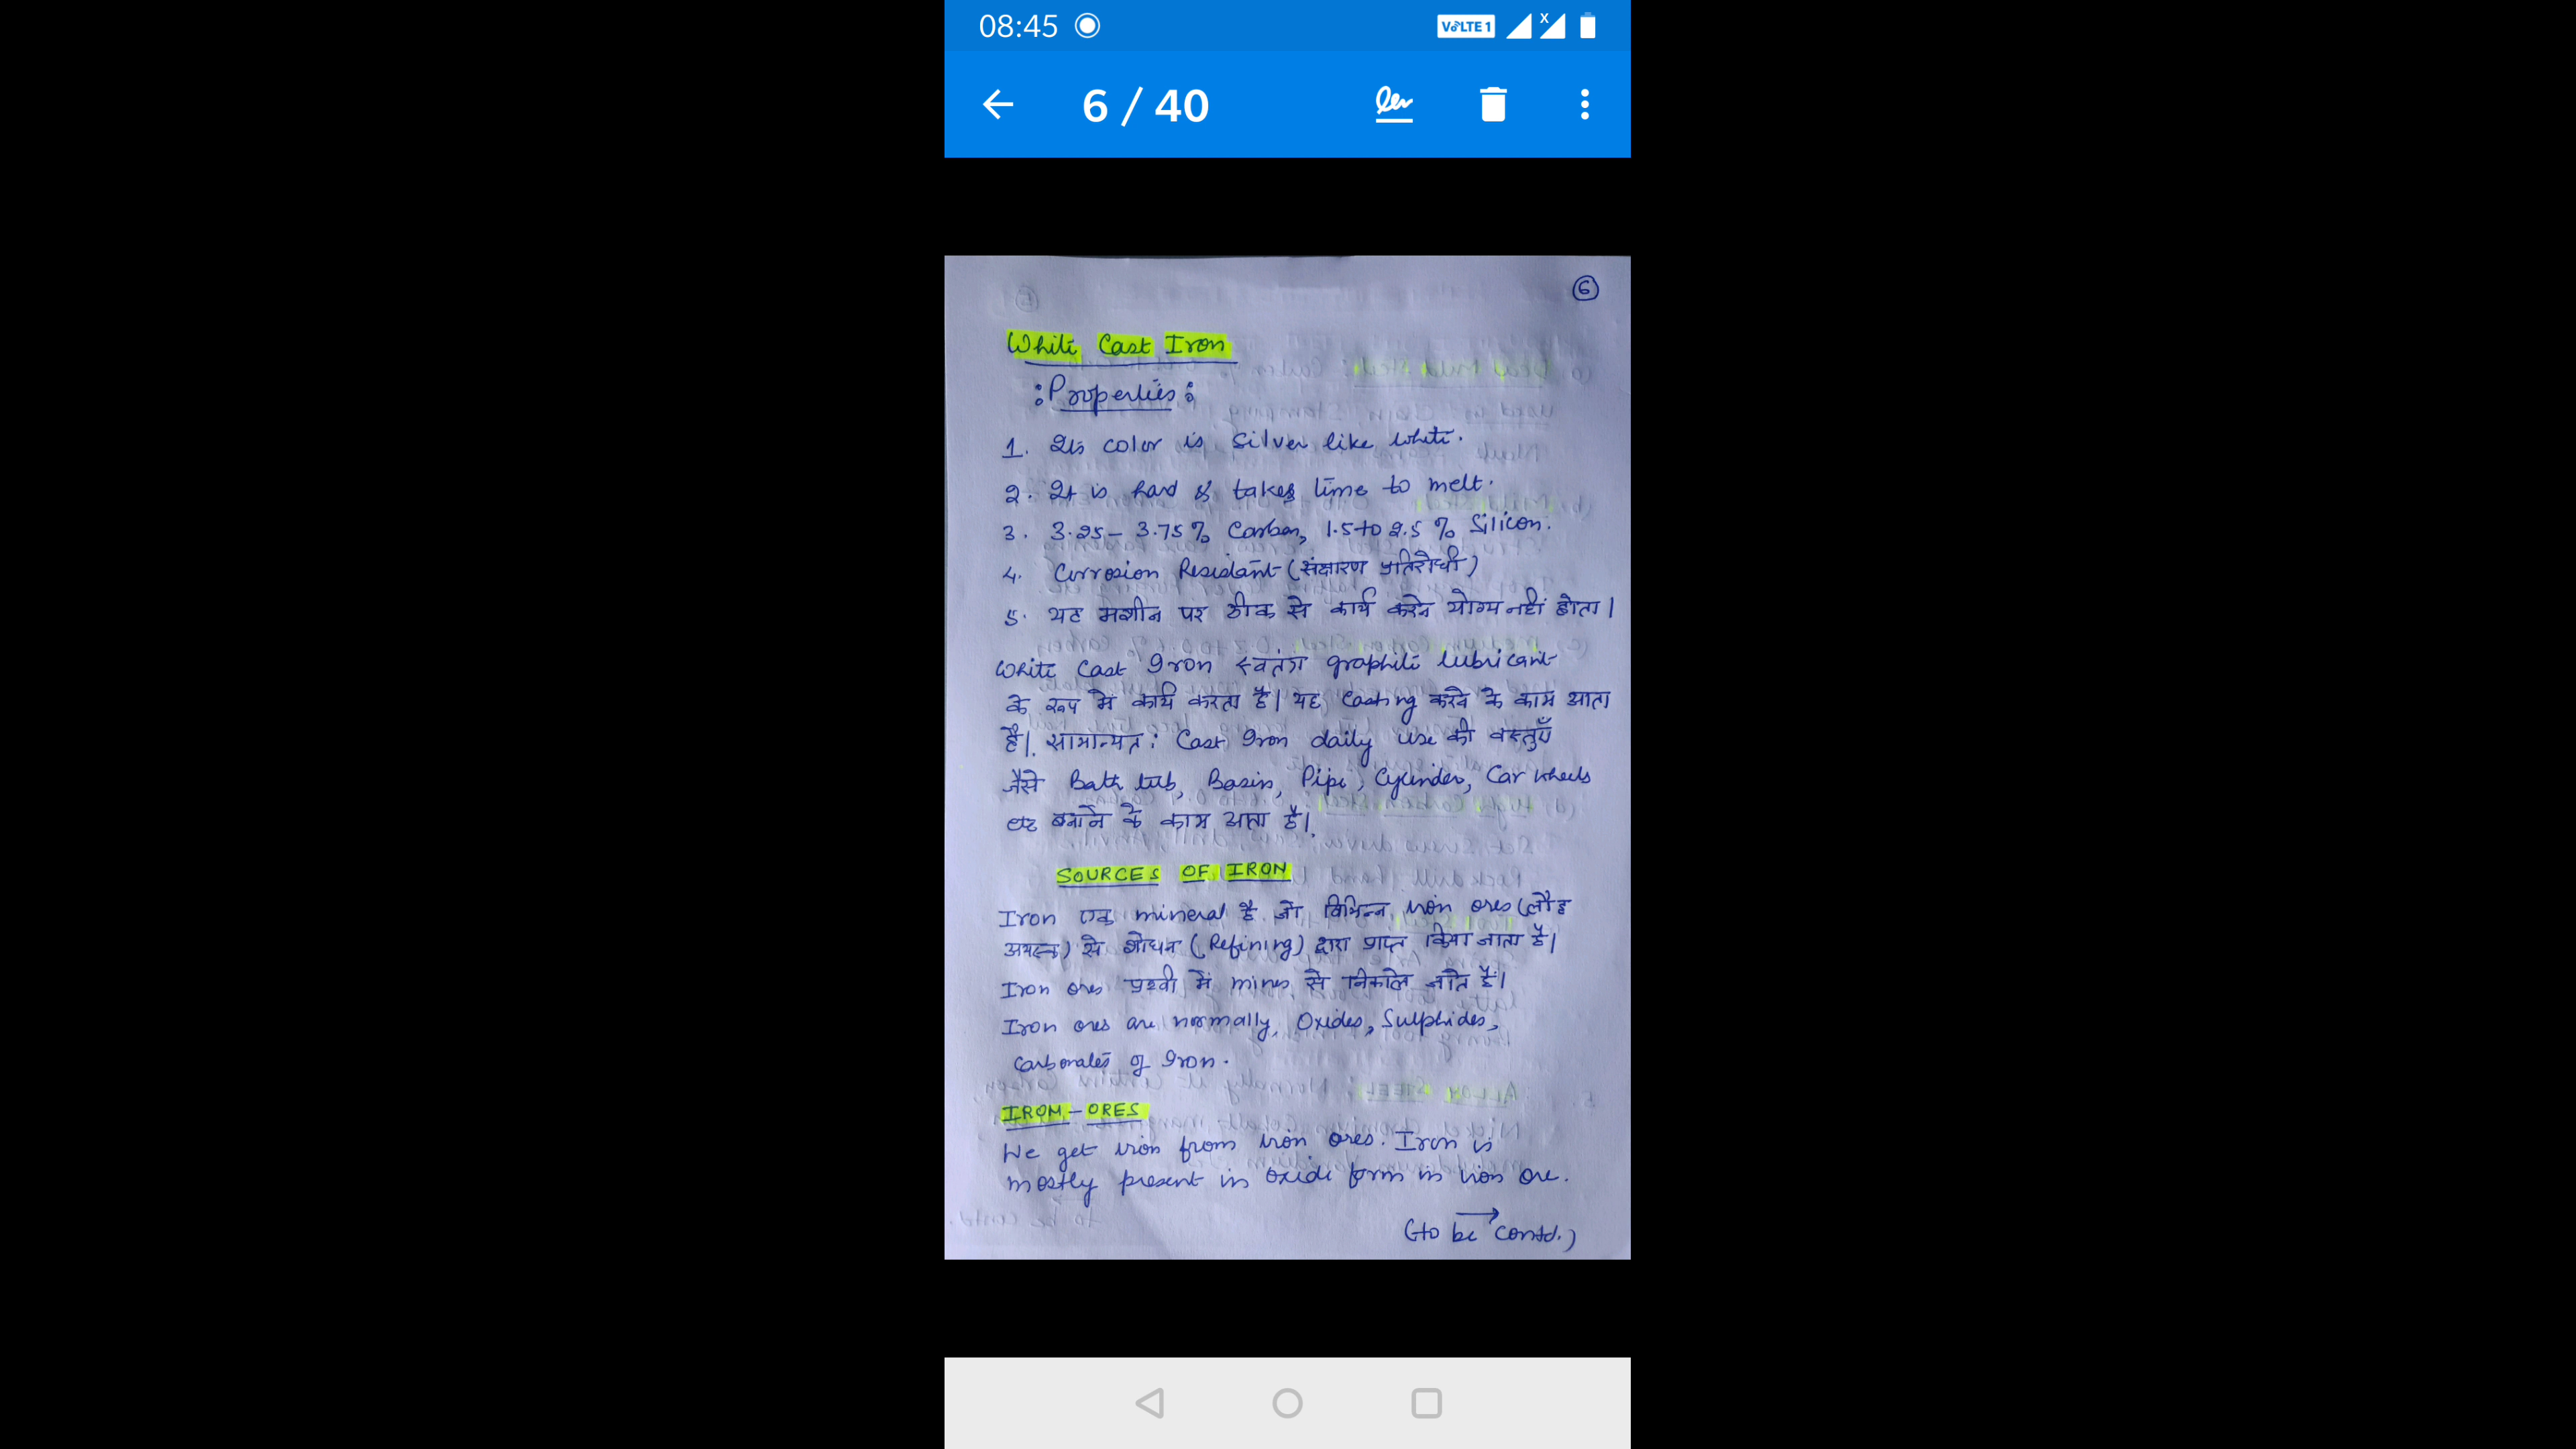 08:45 VoLTE 1 x
6 / 40
6
White Cast Iron
: Properties :
1. Its color is Silver like white.
2. It is hard & takes time to melt.
3. 3.25 - 3.75 % Carbon, 1.5 to 2.5 % Silicon.
4. Corrosion Resistant (संक्षारण प्रतिरोधी)
5. यह मशीन पर ठीक से कार्य करने योग्य नहीं होता।
White Cast Iron स्वतंत्र graphite lubricant
के रूप में कार्य करता है। यह Casting करने के काम आता
है। सामान्यत: Cast Iron daily use की वस्तुएँ
जैसे Bath tub, Basin, Pipe, Cylinder, Car wheels
etc बनाने के काम आता है।
SOURCES OF IRON
Iron एक mineral है जो विभिन्न iron ores (लौह
अयस्क) से शोधन (Refining) द्वारा प्राप्त किया जाता है।
Iron ores पृथ्वी में mines से निकाले जाते हैं।
Iron ores are normally, Oxides, Sulphides,
Carbonates of Iron.
IRON - ORES
We get iron from iron ores. Iron is
mostly present in oxide form in iron ore.
(to be contd.)